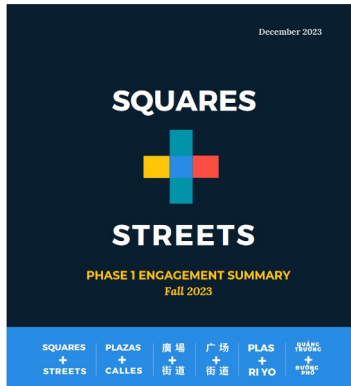 December 2023
SQUARES
STREETS
PHASE 1 ENGAGEMENT SUMMARY
Fall 2023
SQUARES
+
STREETS
PLAZAS
+
CALLES
廣場
+
街道
广场
+
街道
PLAS
+
RI YO
QUẢNG
TRƯỜNG
+
ĐƯỜNG
PHỐ